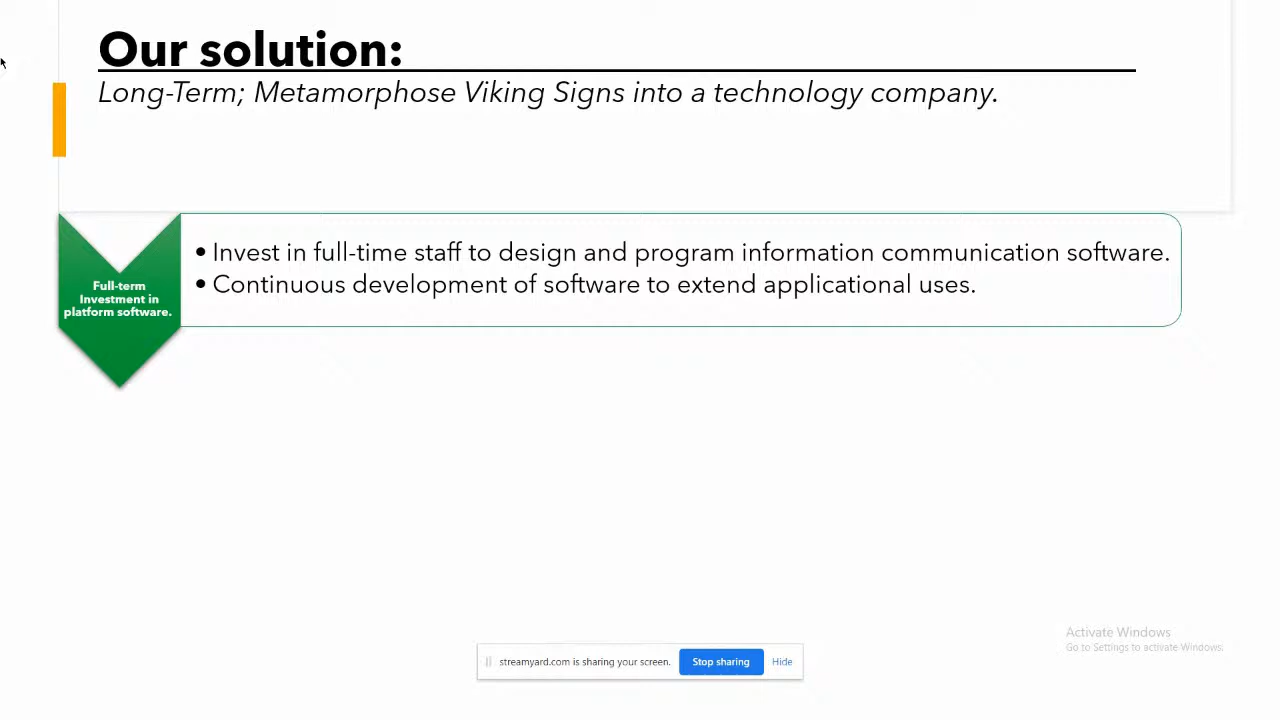 Our solution:
Long-Term; Metamorphose Viking Signs into a technology company.
Full-term
Investment in
platform software.
• Invest in full-time staff to design and program information communication software.
• Continuous development of software to extend applicational uses.
streamyard.com is sharing your screen.
Stop sharing
Hide
Activate Windows
Go to Settings to activate Windows.